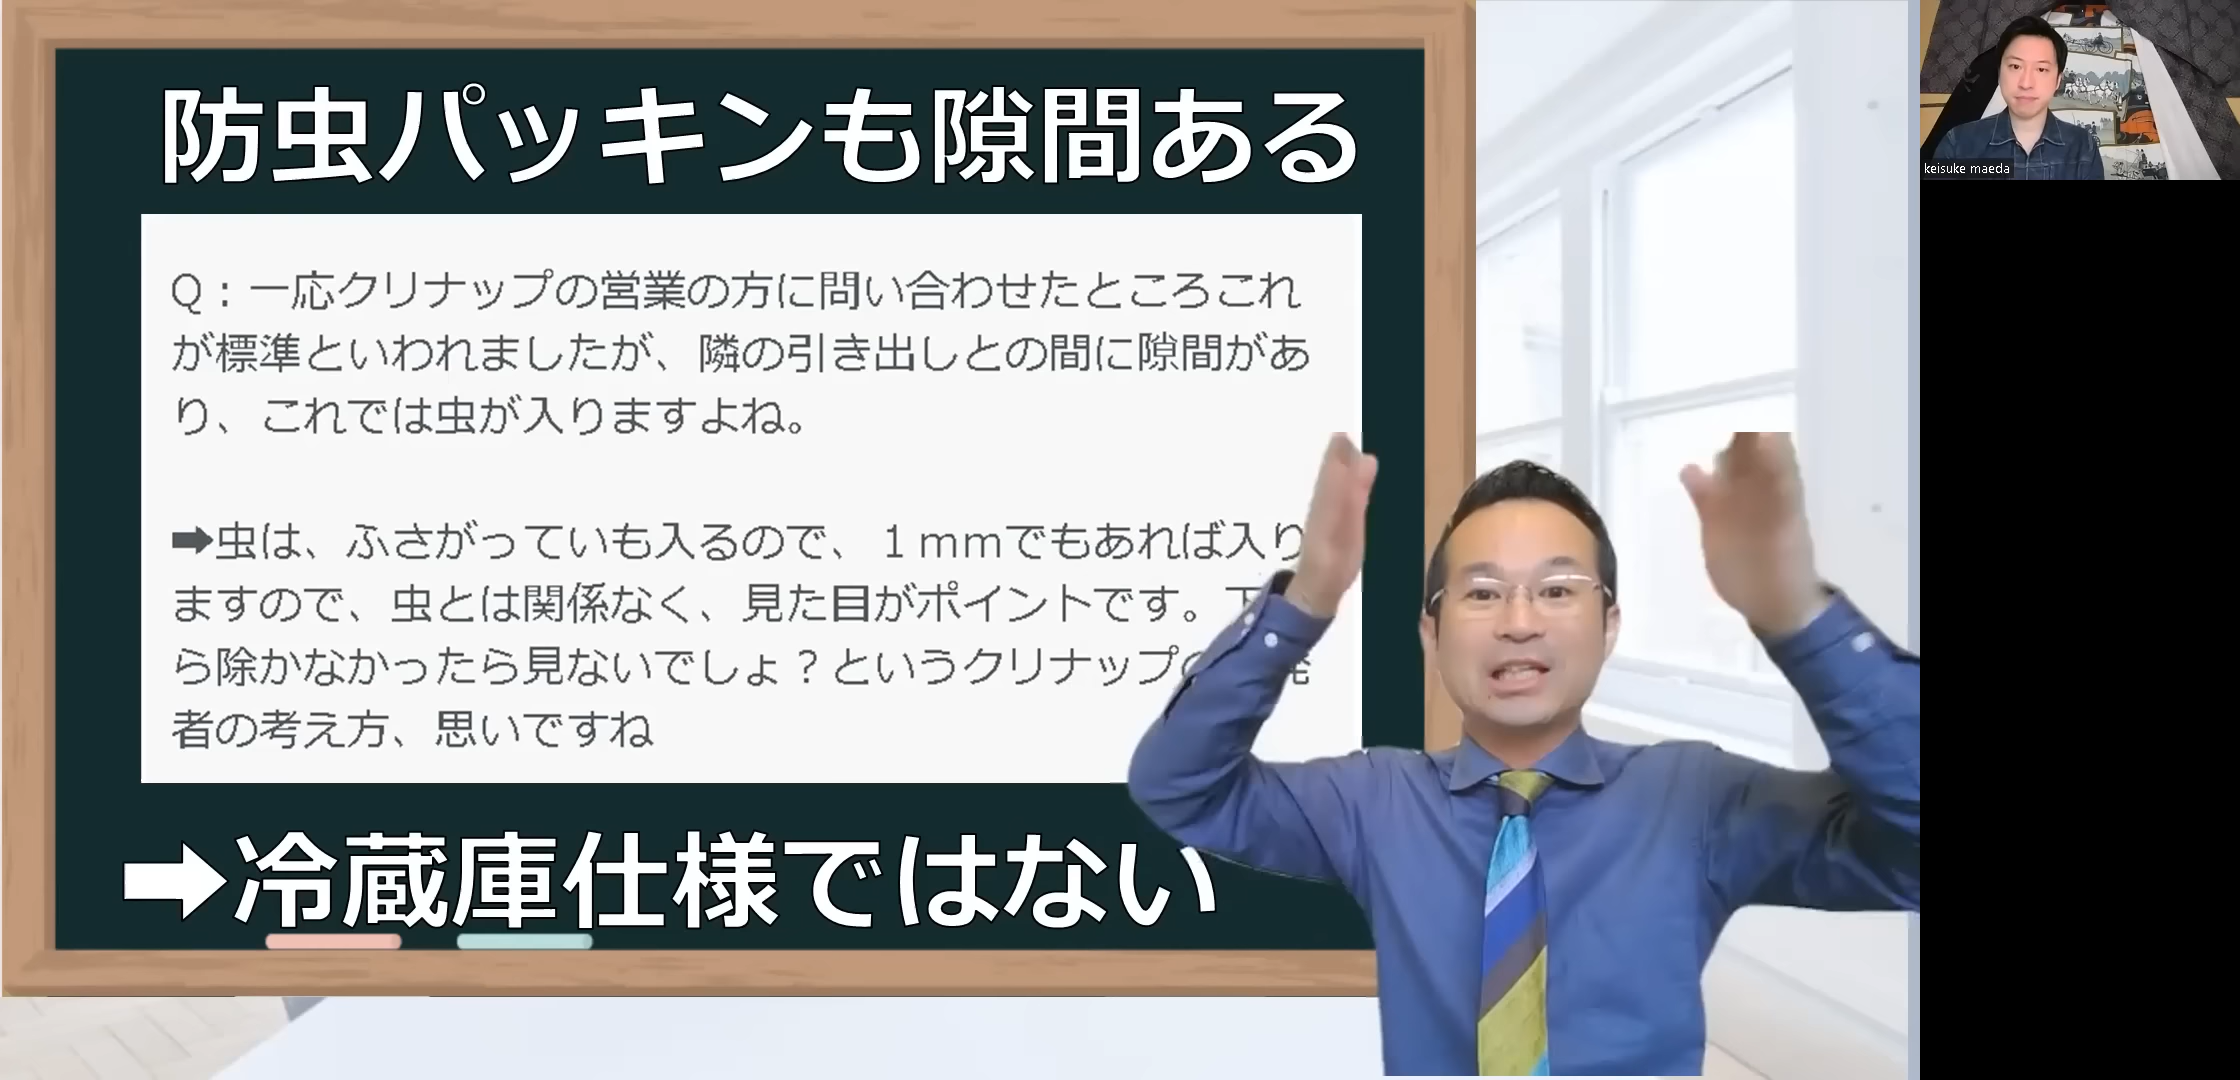 防虫パッキンも隙間ある
Q：一応クリナップの営業の方に問い合わせたところこれ
が標準といわれましたが、隣の引き出しとの間に隙間があ
り、これでは虫が入りますよね。
➡虫は、ふさがっていも入るので、１ｍｍでもあれば入り
ますので、虫とは関係なく、見た目がポイントです。下
ら除かなかったら見ないでしょ？というクリナップの
者の考え方、思いですね
➡冷蔵庫仕様ではない
keisuke maeda